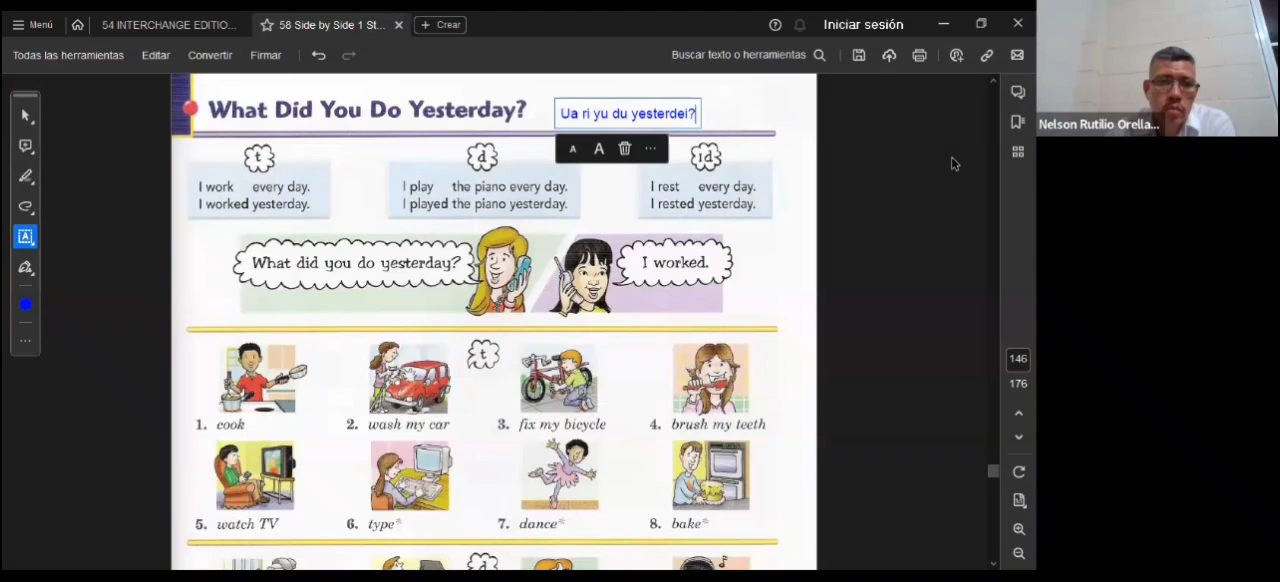 Menú
54 INTERCHANGE EDITIO...
58 Side by Side 1 St...
Crear
Iniciar sesión
Todas las herramientas
Editar
Convertir
Firmar
Buscar texto o herramientas
What Did You Do Yesterday?
Ua ri yu du yesterdei?
A A ...
t
d
ɪd
I work every day.
I worked yesterday.
I play the piano every day.
I played the piano yesterday.
I rest every day.
I rested yesterday.
What did you do yesterday?
I worked.
t
1. cook
2. wash my car
3. fix my bicycle
4. brush my teeth
5. watch TV
6. type*
7. dance*
8. bake*
d
146
176
Nelson Rutilio Orella...